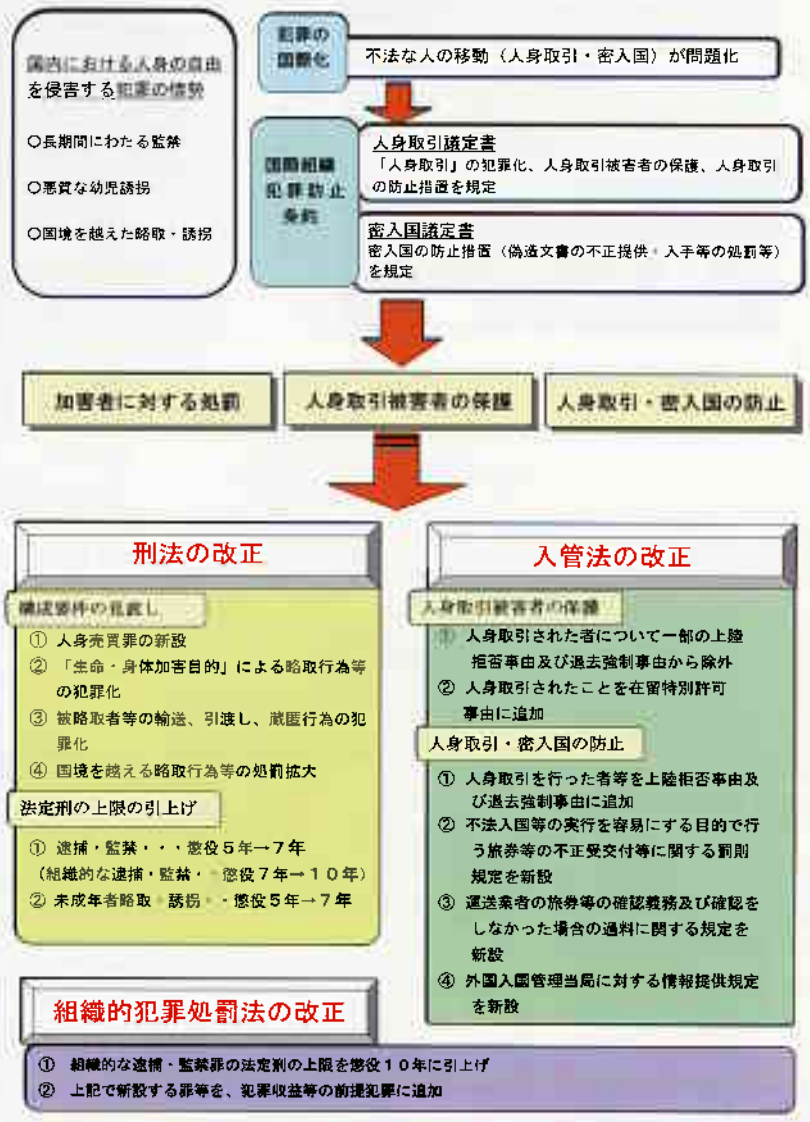 国内における人身の自由
を侵害する犯罪の情勢
○長期間にわたる監禁
○悪質な幼児誘拐
○国境を越えた略取・誘拐
犯罪の
国際化
不法な人の移動（人身取引・密入国）が問題化
国際組織
犯罪防止
条約
人身取引議定書
「人身取引」の犯罪化、人身取引被害者の保護、人身取引
の防止措置を規定
密入国議定書
密入国の防止措置（偽造文書の不正提供・入手等の処罰等）
を規定
加害者に対する処罰
人身取引被害者の保護
人身取引・密入国の防止
刑法の改正
構成要件の見直し
① 人身売買罪の新設
② 「生命・身体加害目的」による略取行為等
の犯罪化
③ 被略取者等の輸送、引渡し、蔵匿行為の犯
罪化
④ 国境を越える略取行為等の処罰拡大
法定刑の上限の引上げ
① 逮捕・監禁・・・懲役５年→７年
（組織的な逮捕・監禁・・懲役７年→１０年）
② 未成年者略取・誘拐・・懲役５年→７年
入管法の改正
人身取引被害者の保護
① 人身取引された者について一部の上陸
拒否事由及び退去強制事由から除外
② 人身取引されたことを在留特別許可
事由に追加
人身取引・密入国の防止
① 人身取引を行った者等を上陸拒否事由及
び退去強制事由に追加
② 不法入国等の実行を容易にする目的で行
う旅券等の不正受交付等に関する罰則
規定を新設
③ 運送業者の旅券等の確認義務及び確認を
しなかった場合の過料に関する規定を
新設
④ 外国入国管理当局に対する情報提供規定
を新設
組織的犯罪処罰法の改正
① 組織的な逮捕・監禁罪の法定刑の上限を懲役１０年に引上げ
② 上記で新設する罪等を、犯罪収益等の前提犯罪に追加